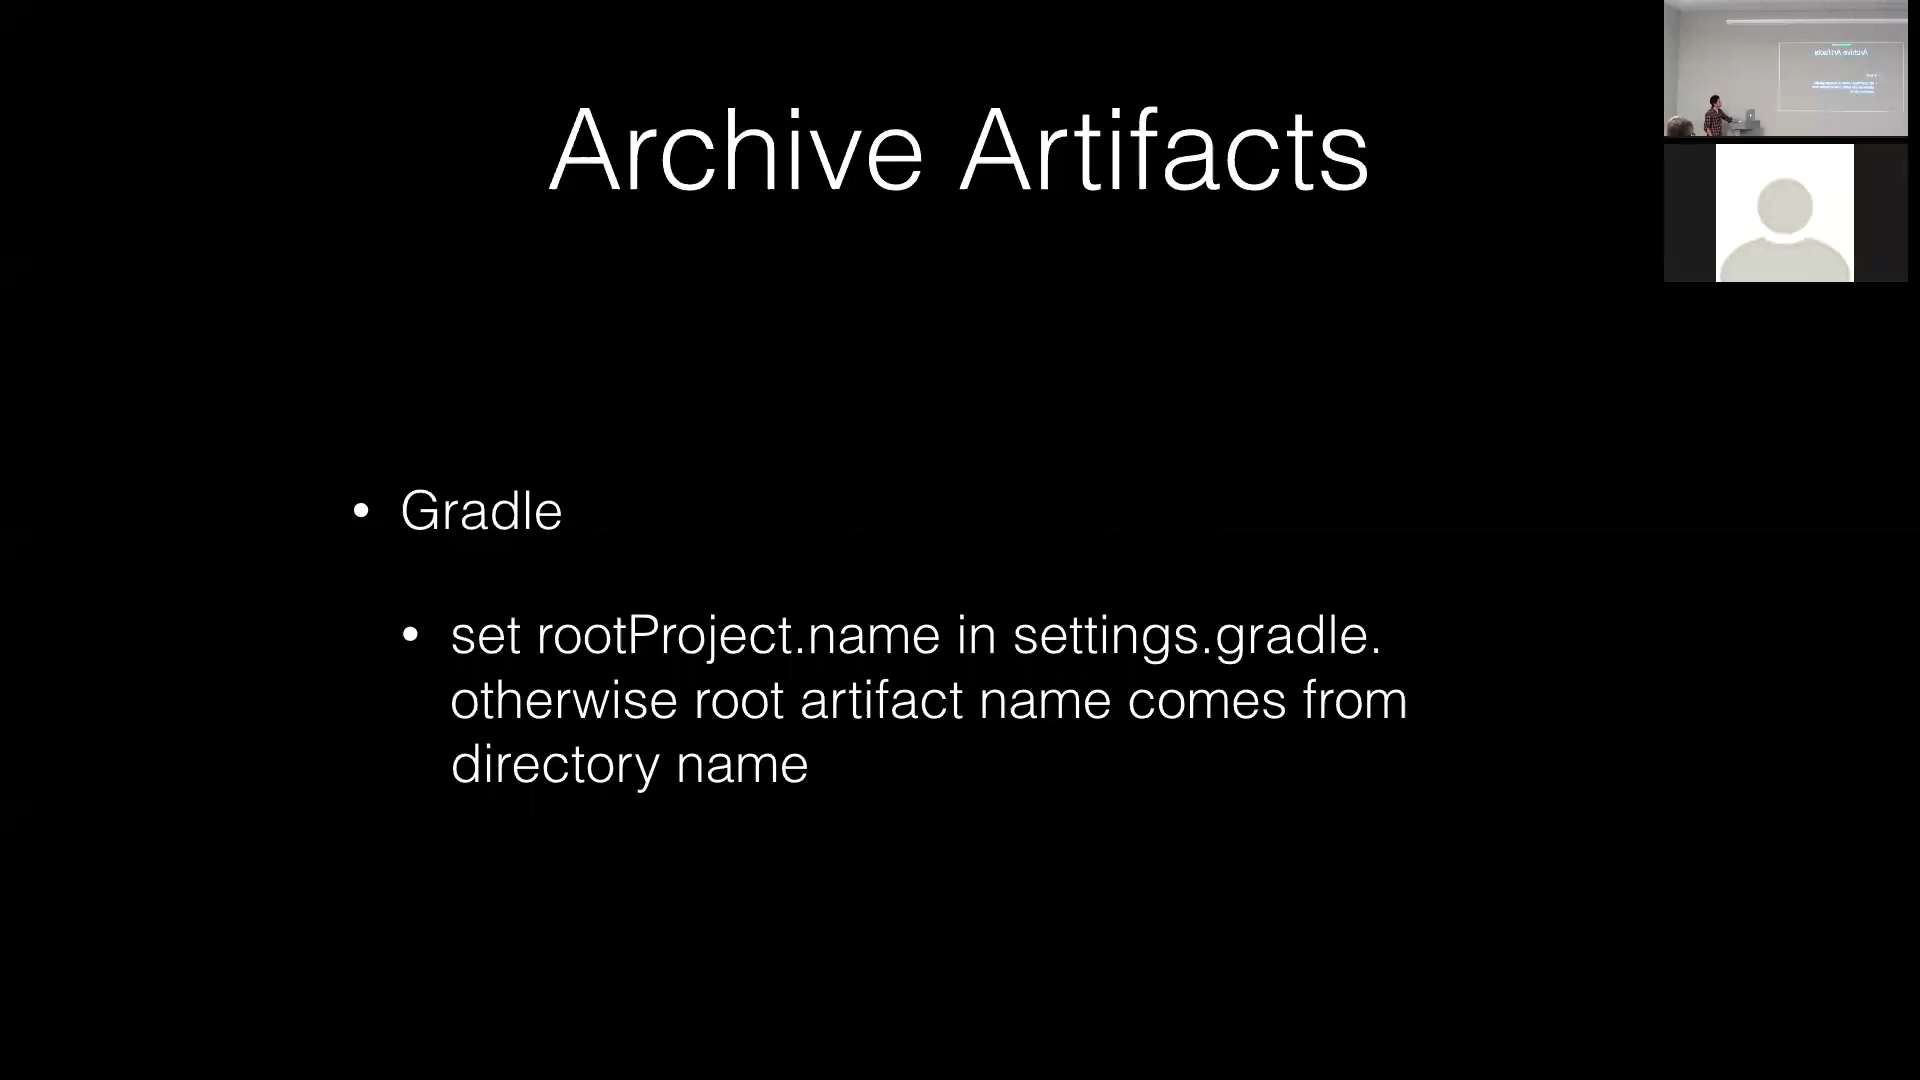 Archive Artifacts
• Gradle
• set rootProject.name in settings.gradle.
otherwise root artifact name comes from
directory name